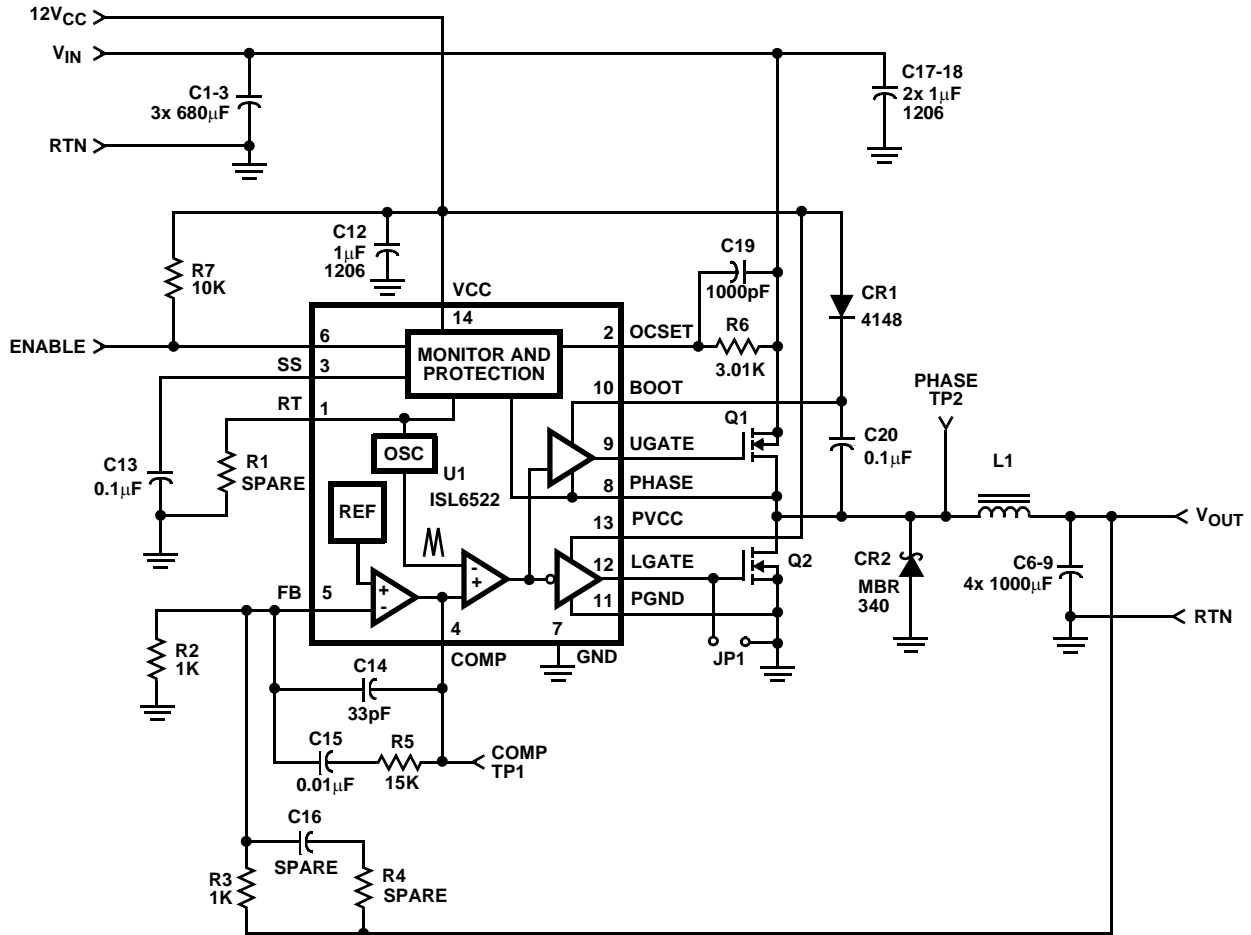 12VCC
VIN
C1-3
3x 680µF
RTN
C17-18
2x 1µF
1206
C12
1µF
1206
R7
10K
VCC
14
C19
1000pF
CR1
4148
ENABLE
6
MONITOR AND
PROTECTION
2
OCSET
R6
3.01K
SS
3
PHASE
TP2
10
BOOT
RT
1
Q1
OSC
U1
ISL6522
9
UGATE
C20
0.1µF
L1
C13
0.1µF
R1
SPARE
8
PHASE
REF
13
PVCC
VOUT
-
+
12
LGATE
Q2
CR2
MBR
340
C6-9
4x 1000µF
FB
5
+
-
11
PGND
RTN
4
COMP
7
GND
JP1
R2
1K
C14
33pF
C15
0.01µF
R5
15K
COMP
TP1
C16
SPARE
R3
1K
R4
SPARE